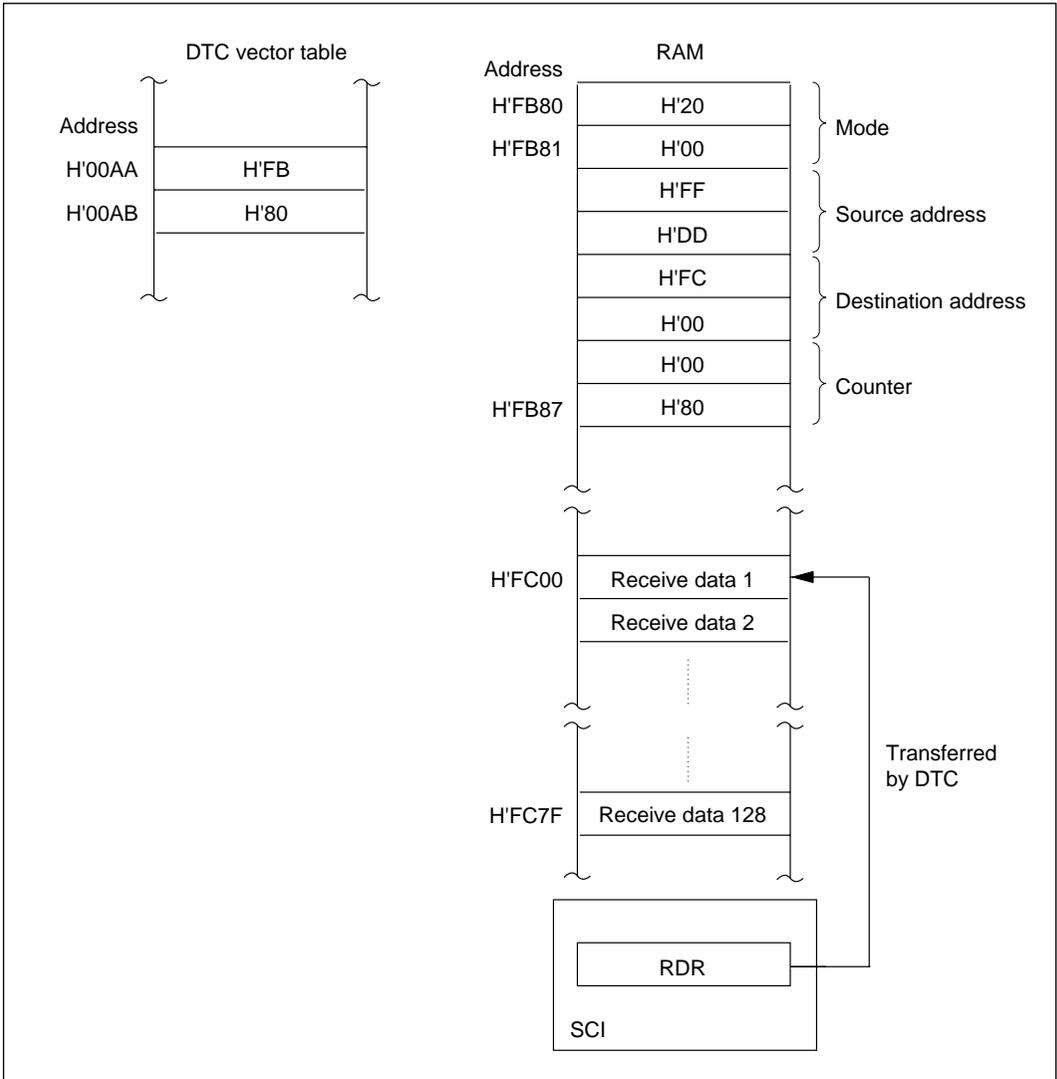 DTC vector table
Address
H'00AA H'FB
H'00AB H'80
RAM
Address
H'FB80 H'20
Mode
H'FB81 H'00
H'FF
Source address
H'DD
H'FC
Destination address
H'00
H'00
Counter
H'FB87 H'80
H'FC00 Receive data 1
Receive data 2
Transferred
by DTC
H'FC7F Receive data 128
RDR
SCI